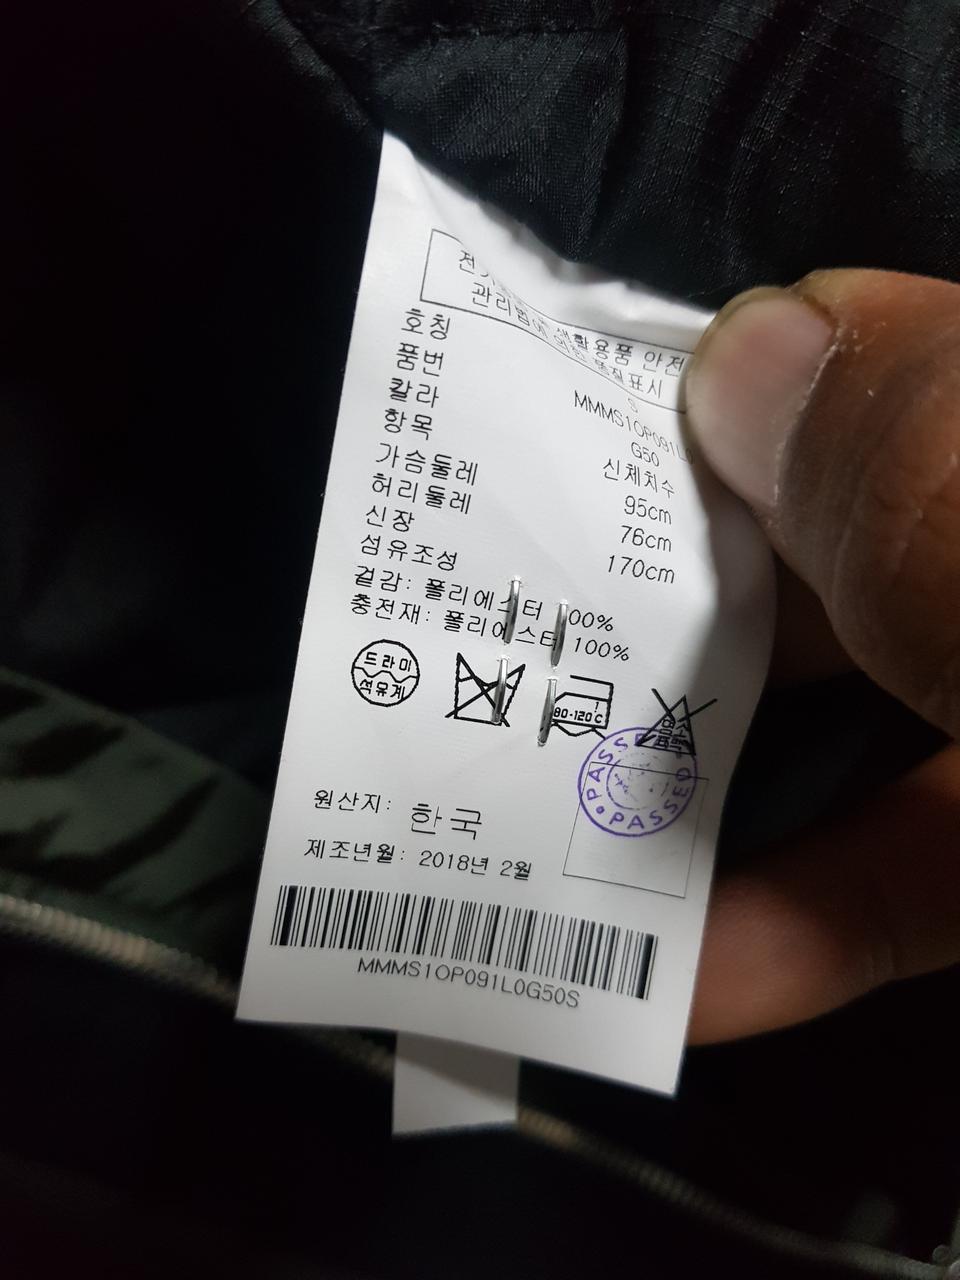 생활용품 안전
관리법에 의한 품질표시
호칭 S
품번 MMMS1OP091L0
칼라 G50
항목 신체치수
가슴둘레 95cm
허리둘레 76cm
신장 170cm
섬유조성
겉감: 폴리에스터 100%
충전재: 폴리에스터 100%
드라이
석유계
80-120℃
염소
표백
PASSED
PASSED
원산지: 한국
제조년월: 2018년 2월
MMMS1OP091L0G50S